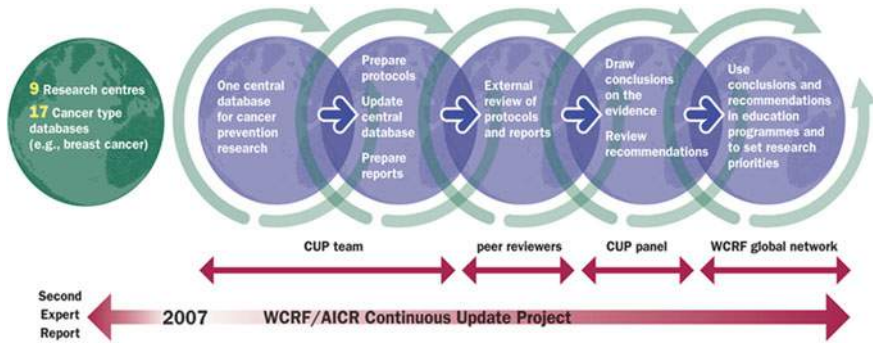 9 Research centres
17 Cancer type
databases
(e.g., breast cancer)
One central
database
for cancer
prevention
research
Prepare
protocols
Update
central
database
Prepare
reports
External
review of
protocols
and reports
Draw
conclusions
on the
evidence
Review
recommendations
Use
conclusions and
recommendations
in education
programmes and
to set research
priorities
CUP team
peer reviewers
CUP panel
WCRF global network
Second
Expert
Report
2007
WCRF/AICR Continuous Update Project